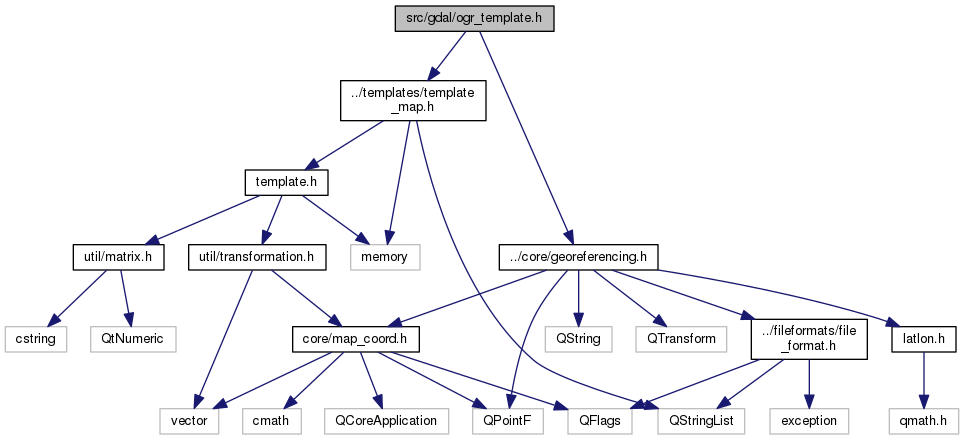 src/gdal/ogr_template.h
../templates/template
_map.h
template.h
util/matrix.h
util/transformation.h
memory
../core/georeferencing.h
cstring
QtNumeric
core/map_coord.h
QString
QTransform
../fileformats/file
_format.h
latlon.h
vector
cmath
QCoreApplication
QPointF
QFlags
QStringList
exception
qmath.h